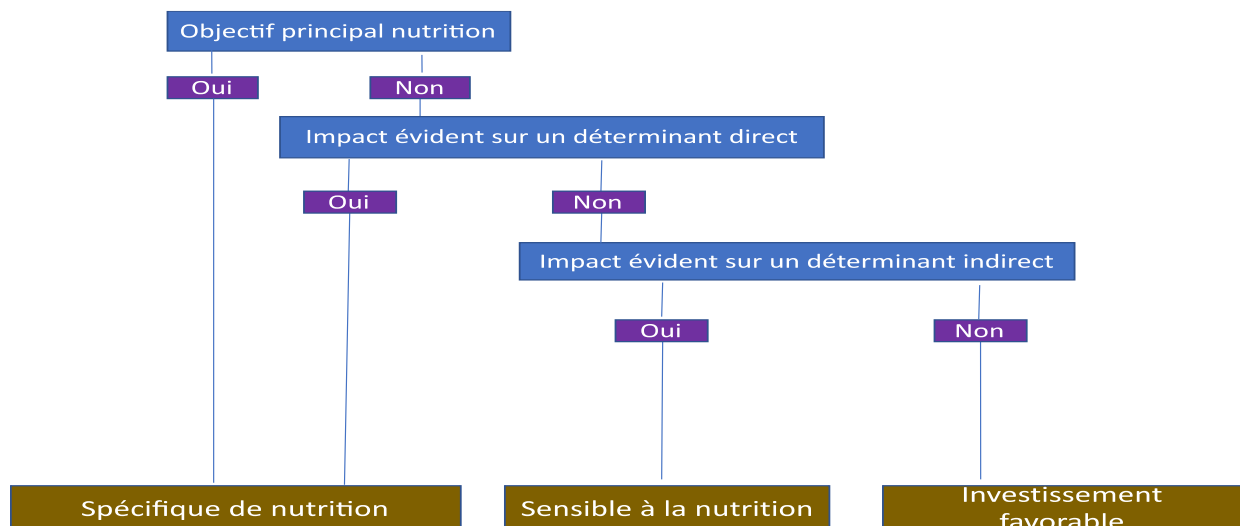 Objectif principal nutrition
Oui
Non
Impact évident sur un déterminant direct
Oui
Non
Impact évident sur un déterminant indirect
Oui
Non
Spécifique de nutrition
Sensible à la nutrition
Investissement
favorable